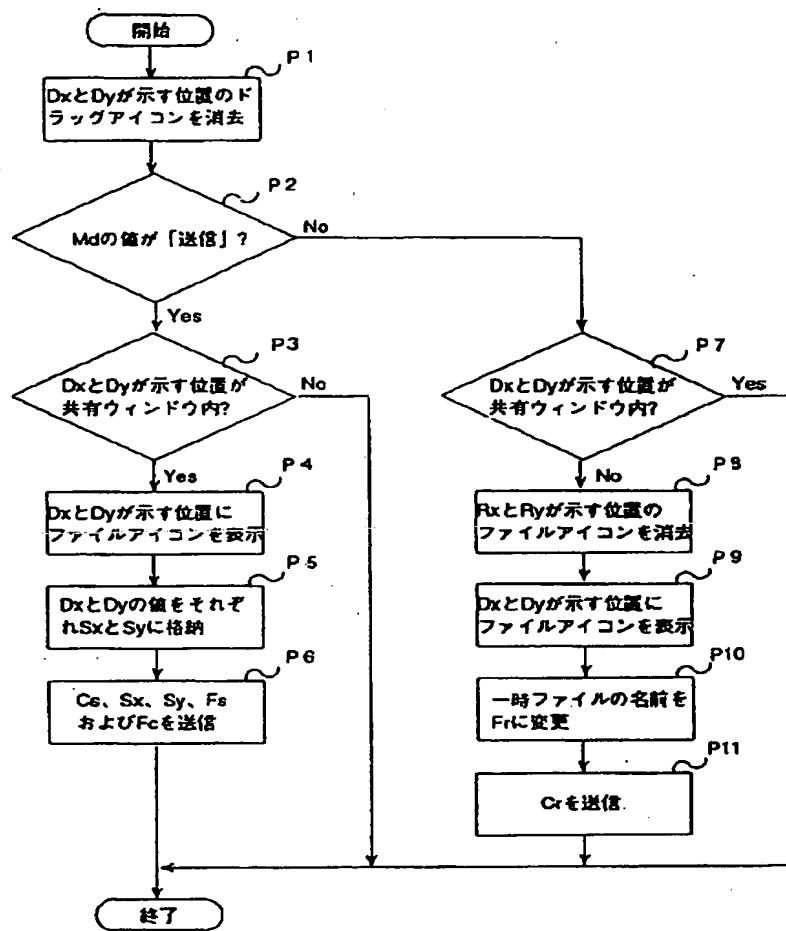 開始
P1
DxとDyが示す位置のド
ラッグアイコンを消去
P2
Mdの値が「送信」?
No
Yes
P3
DxとDyが示す位置が
共有ウィンドウ内?
No
Yes
P4
DxとDyが示す位置に
ファイルアイコンを表示
P5
DxとDyの値をそれぞ
れSxとSyに格納
P6
Cs、Sx、Sy、Fs
およびFcを送信
P7
DxとDyが示す位置が
共有ウィンドウ内?
Yes
No
P8
RxとRyが示す位置の
ファイルアイコンを消去
P9
DxとDyが示す位置に
ファイルアイコンを表示
P10
一時ファイルの名前を
Frに変更
P11
Crを送信
終了